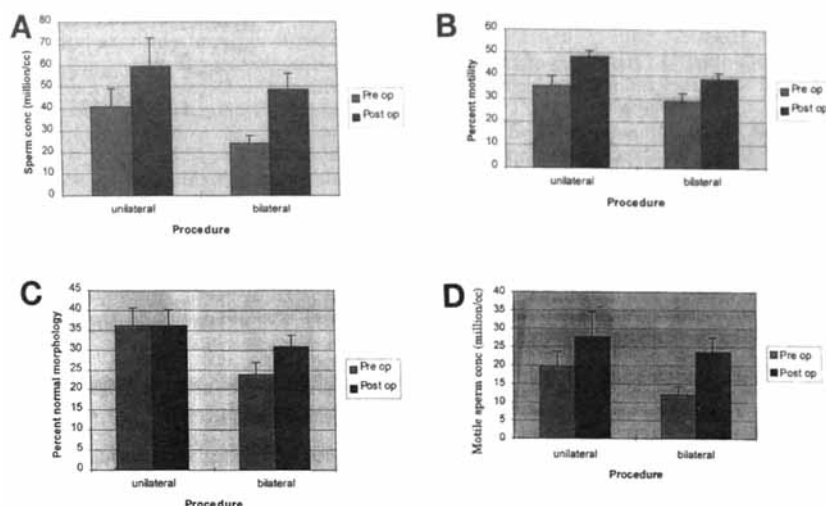 A
Sperm conc (million/cc)
80
70
60
50
40
30
20
10
0
unilateral bilateral
Procedure
Pre op
Post op
B
Percent motility
60
50
40
30
20
10
0
unilateral bilateral
Procedure
Pre op
Post op
C
Percent normal morphology
45
40
35
30
25
20
15
10
5
0
unilateral bilateral
Procedure
Pre op
Post op
D
Motile sperm conc (million/cc)
40
35
30
25
20
15
10
5
0
unilateral bilateral
Procedure
Pre op
Post op